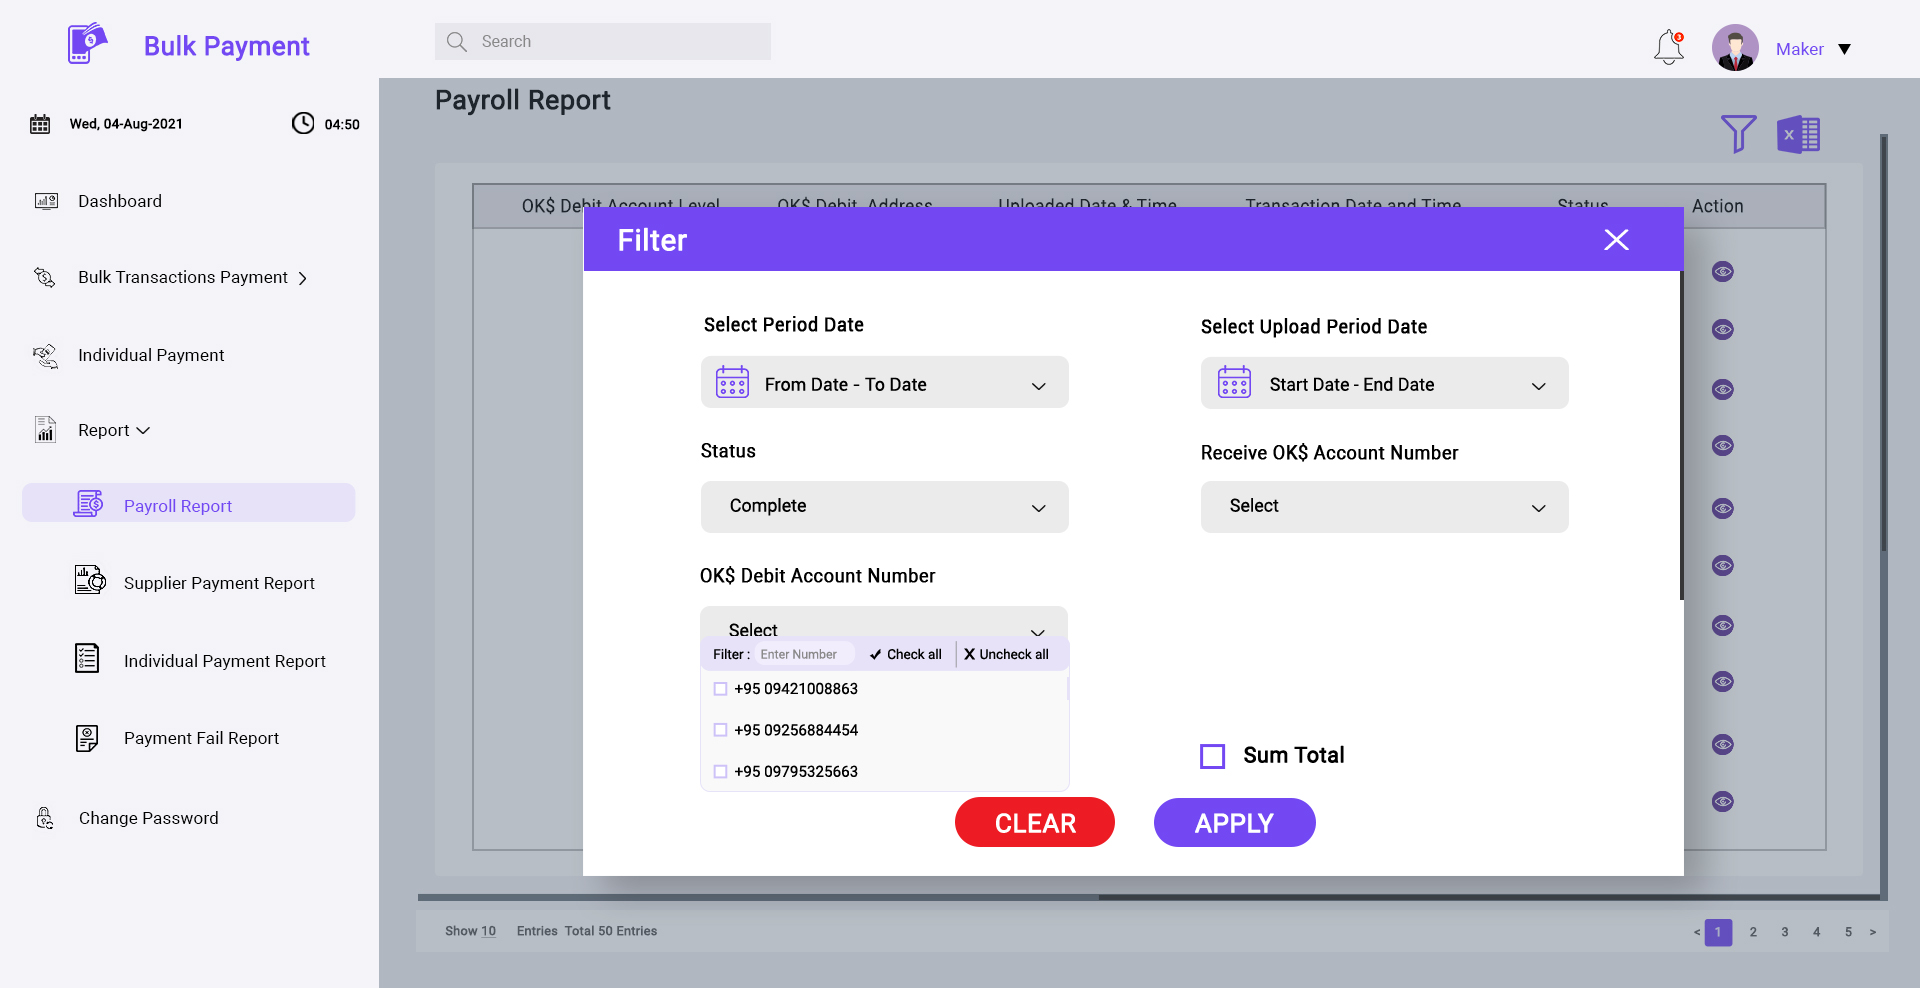 Bulk Payment
Search
3
Maker
Wed, 04-Aug-2021
04:50
Dashboard
Bulk Transactions Payment
Individual Payment
Report
Payroll Report
Supplier Payment Report
Individual Payment Report
Payment Fail Report
Change Password
Payroll Report
X
OK$ Debit Account Level
OK$ Debit Address
Uploaded Date & Time
Transaction Date and Time
Status
Action
Filter
Select Period Date
From Date - To Date
Select Upload Period Date
Start Date - End Date
Status
Complete
Receive OK$ Account Number
Select
OK$ Debit Account Number
Select
Filter : Enter Number Check all Uncheck all
+95 09421008863
+95 09256884454
+95 09795325663
Sum Total
CLEAR
APPLY
Show 10 Entries Total 50 Entries
< 1 2 3 4 5 >